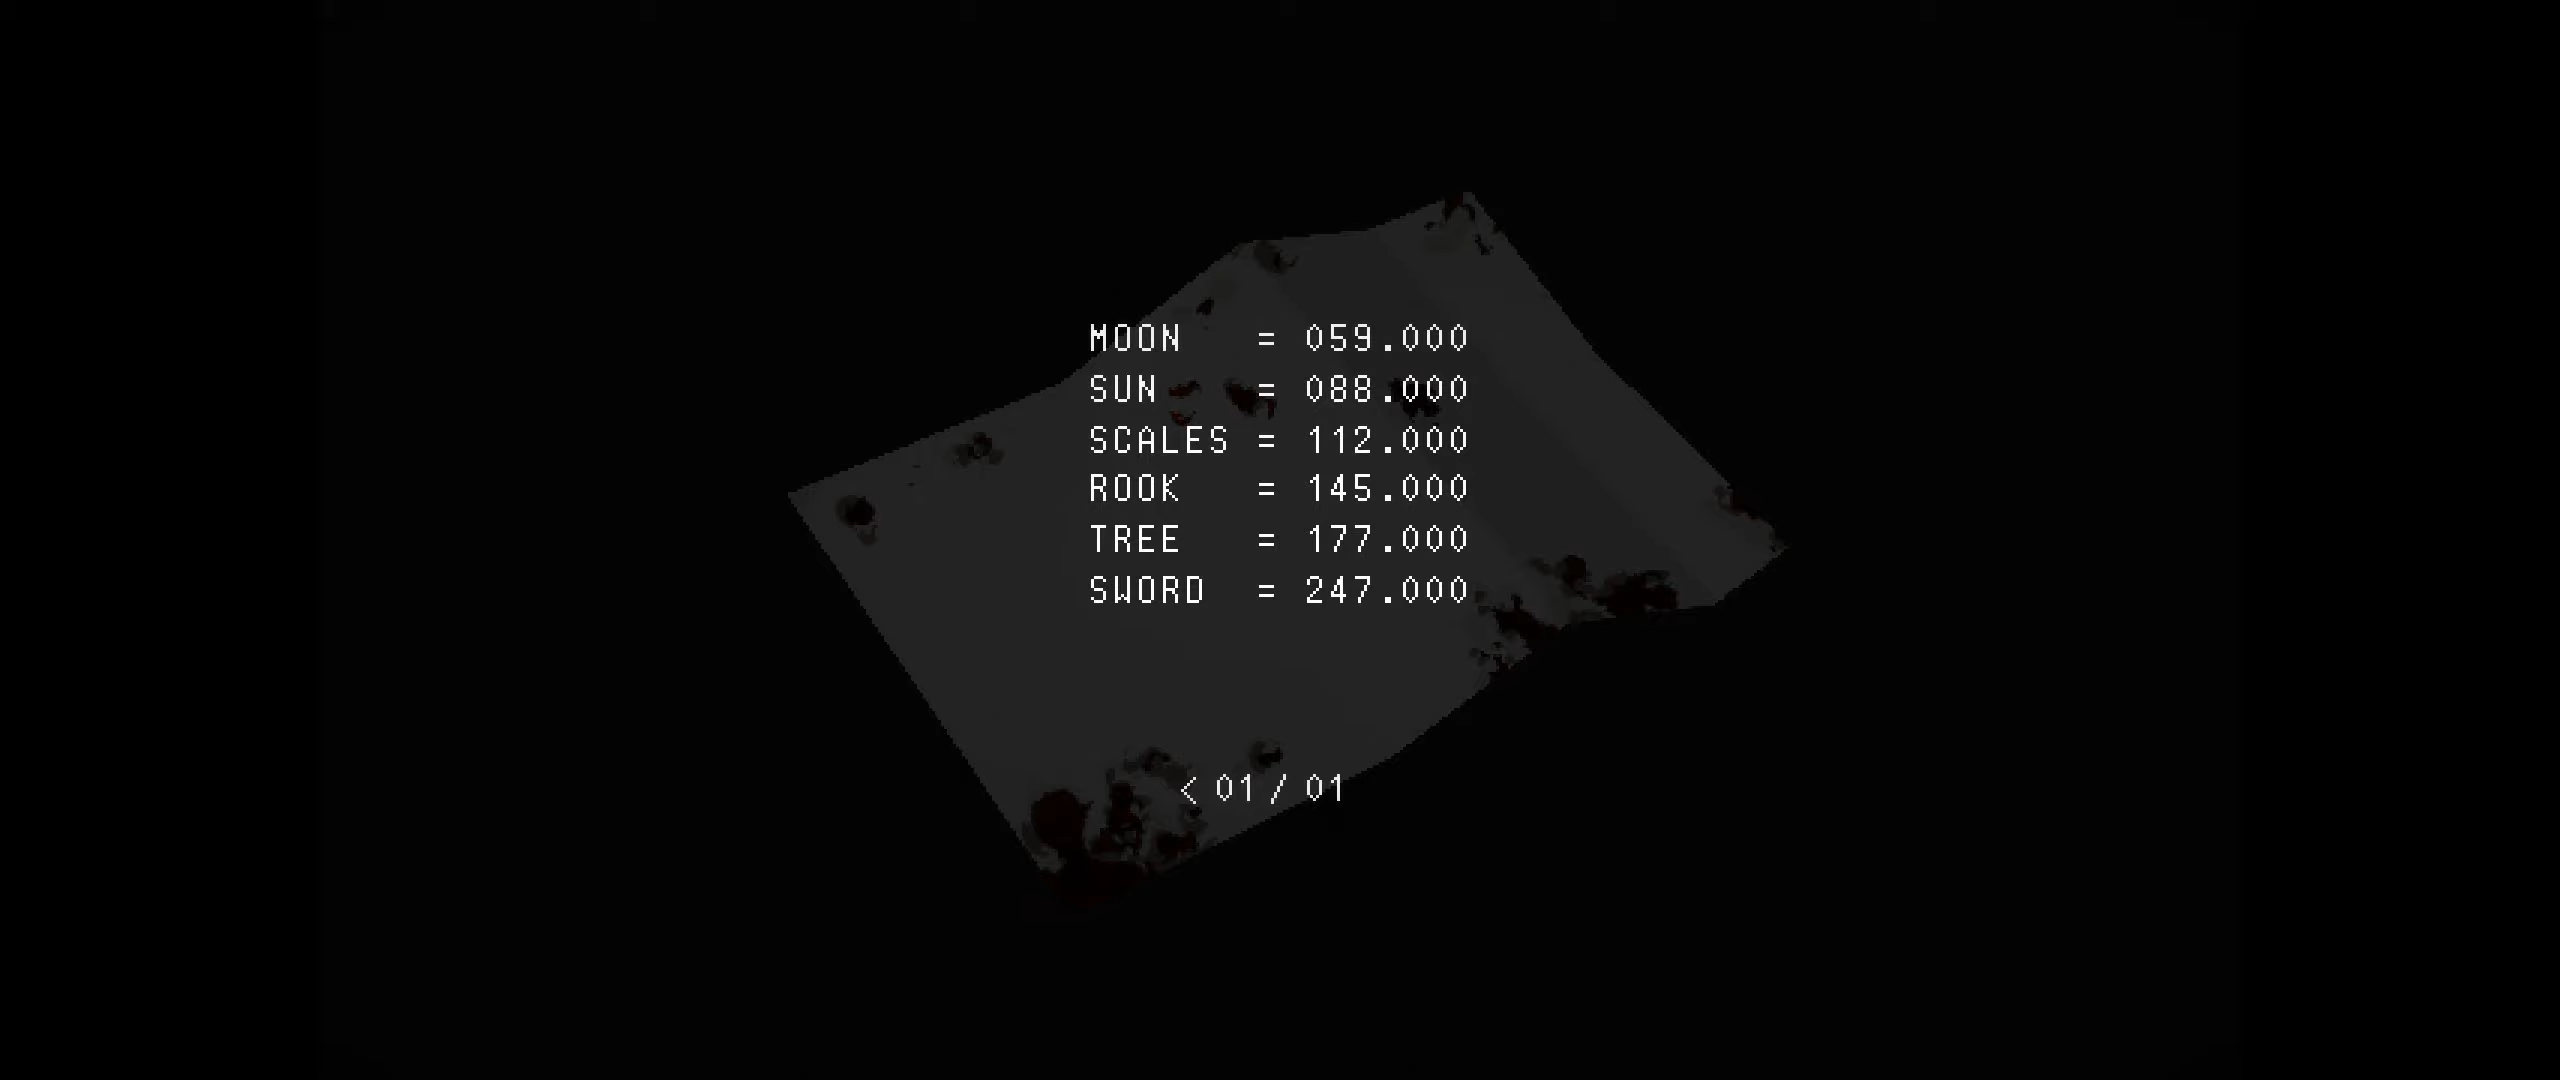 MOON = 059.000
SUN = 088.000
SCALES = 112.000
ROOK = 145.000
TREE = 177.000
SWORD = 247.000
< 01 / 01